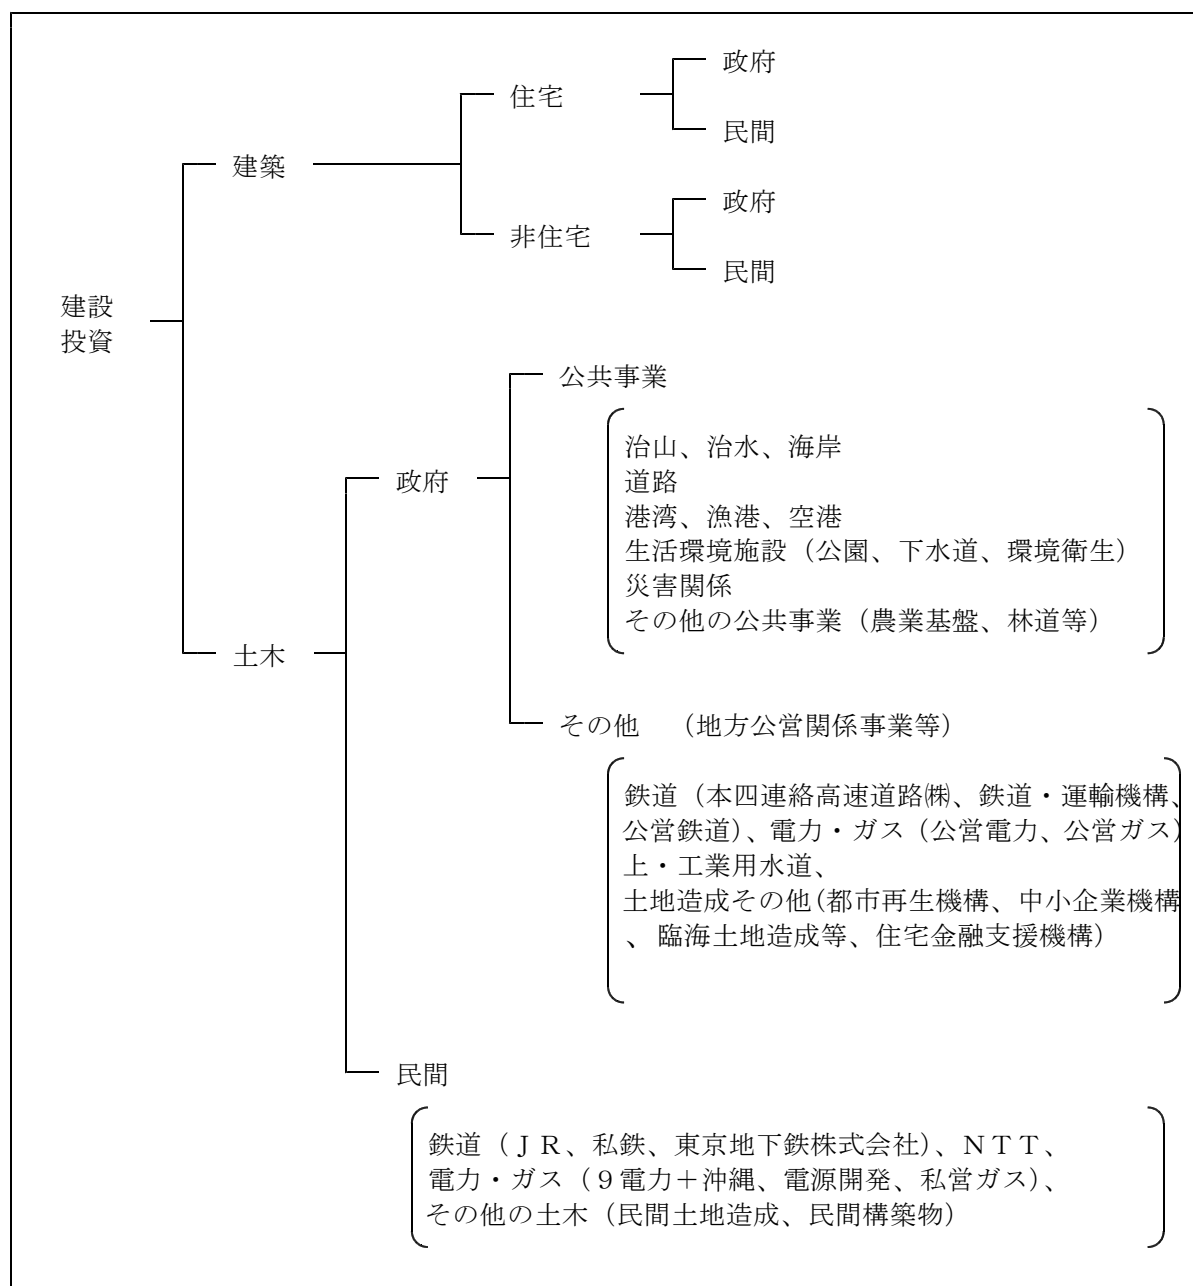 政府
住宅
民間
建築
政府
非住宅
民間
建設
投資
公共事業
治山、治水、海岸
道路
港湾、漁港、空港
生活環境施設（公園、下水道、環境衛生）
災害関係
その他の公共事業（農業基盤、林道等）
政府
土木
その他　（地方公営関係事業等）
鉄道（本四連絡高速道路㈱、鉄道・運輸機構、
公営鉄道）、電力・ガス（公営電力、公営ガス）
上・工業用水道、
土地造成その他（都市再生機構、中小企業機構
、臨海土地造成等、住宅金融支援機構）
民間
鉄道（ＪＲ、私鉄、東京地下鉄株式会社）、ＮＴＴ、
電力・ガス（９電力＋沖縄、電源開発、私営ガス）、
その他の土木（民間土地造成、民間構築物）